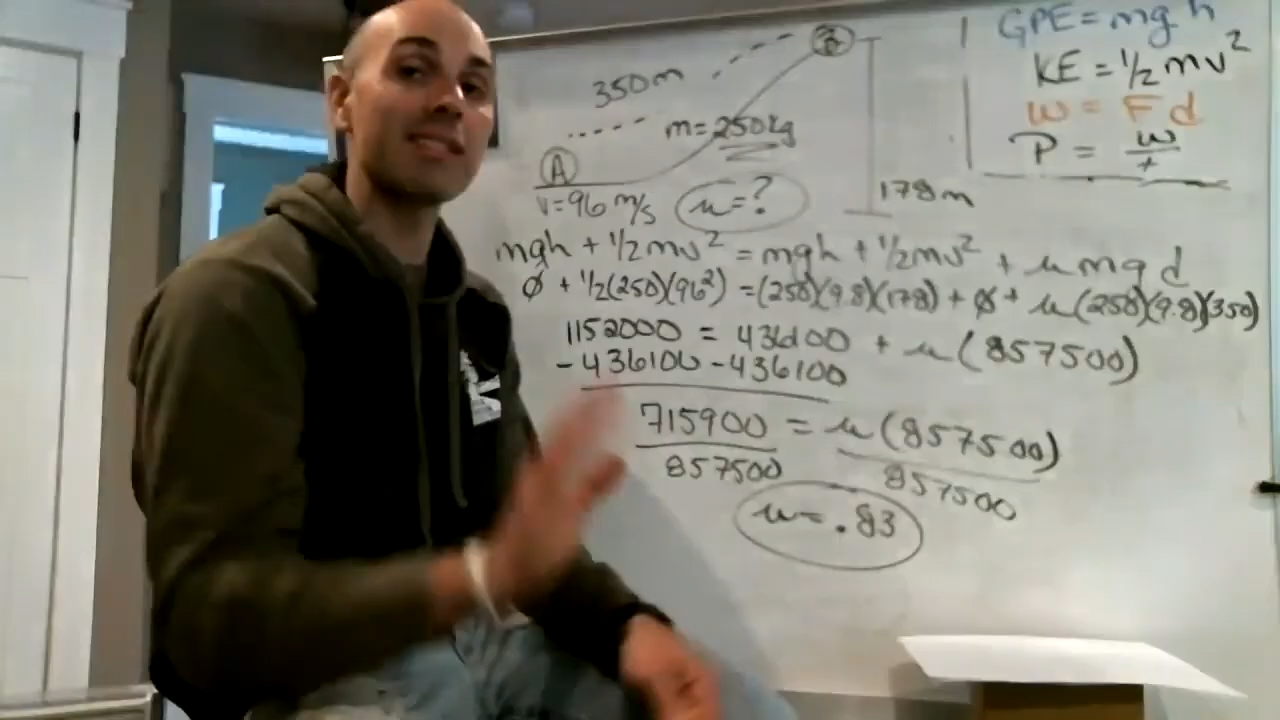 GPE = mgh
KE = ½ mv²
W = Fd
P = w/t
B
350m
m = 250kg
A
V = 96 m/s
μ = ?
178m
mgh + ½mv² = mgh + ½mv² + μmgd
∅ + ½(250)(96²) = (250)(9.8)(178) + ∅ + μ(250)(9.8)(350)
1152000 = 436100 + μ(857500)
-436100 -436100
715900 = μ(857500)
857500 857500
μ = .83